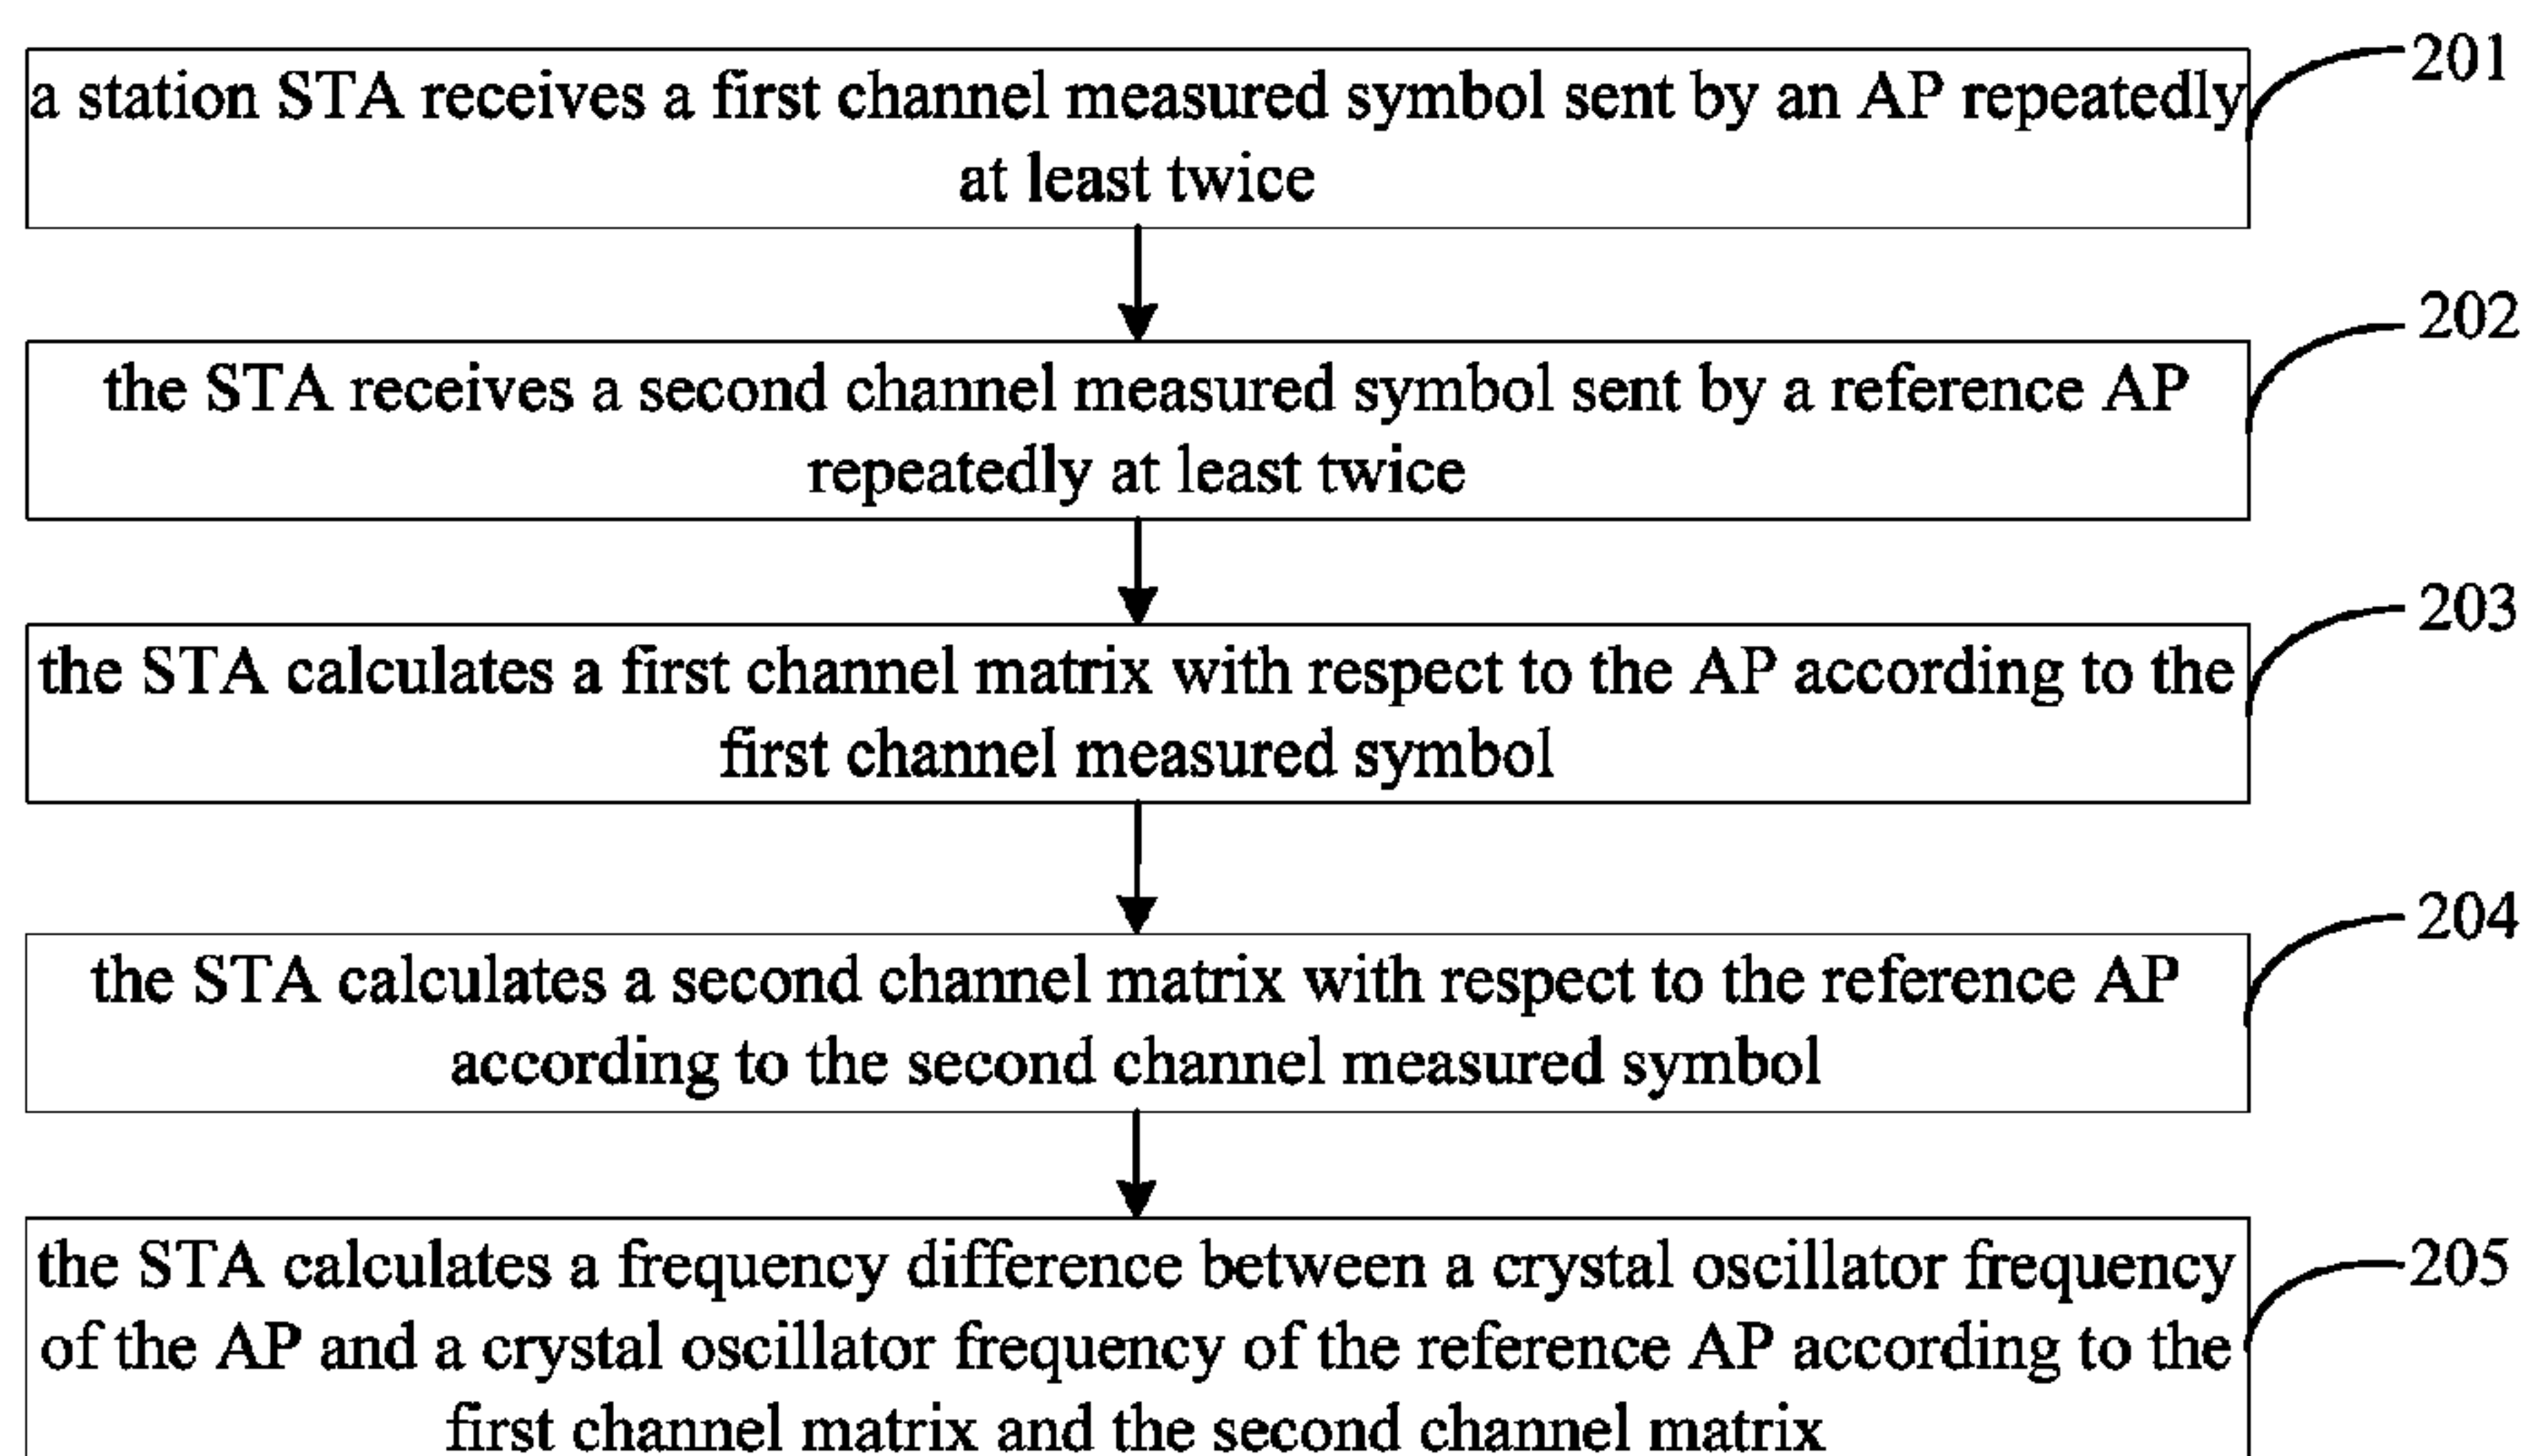 a station STA receives a first channel measured symbol sent by an AP repeatedly
at least twice
201
the STA receives a second channel measured symbol sent by a reference AP
repeatedly at least twice
202
the STA calculates a first channel matrix with respect to the AP according to the
first channel measured symbol
203
the STA calculates a second channel matrix with respect to the reference AP
according to the second channel measured symbol
204
the STA calculates a frequency difference between a crystal oscillator frequency
of the AP and a crystal oscillator frequency of the reference AP according to the
first channel matrix and the second channel matrix
205